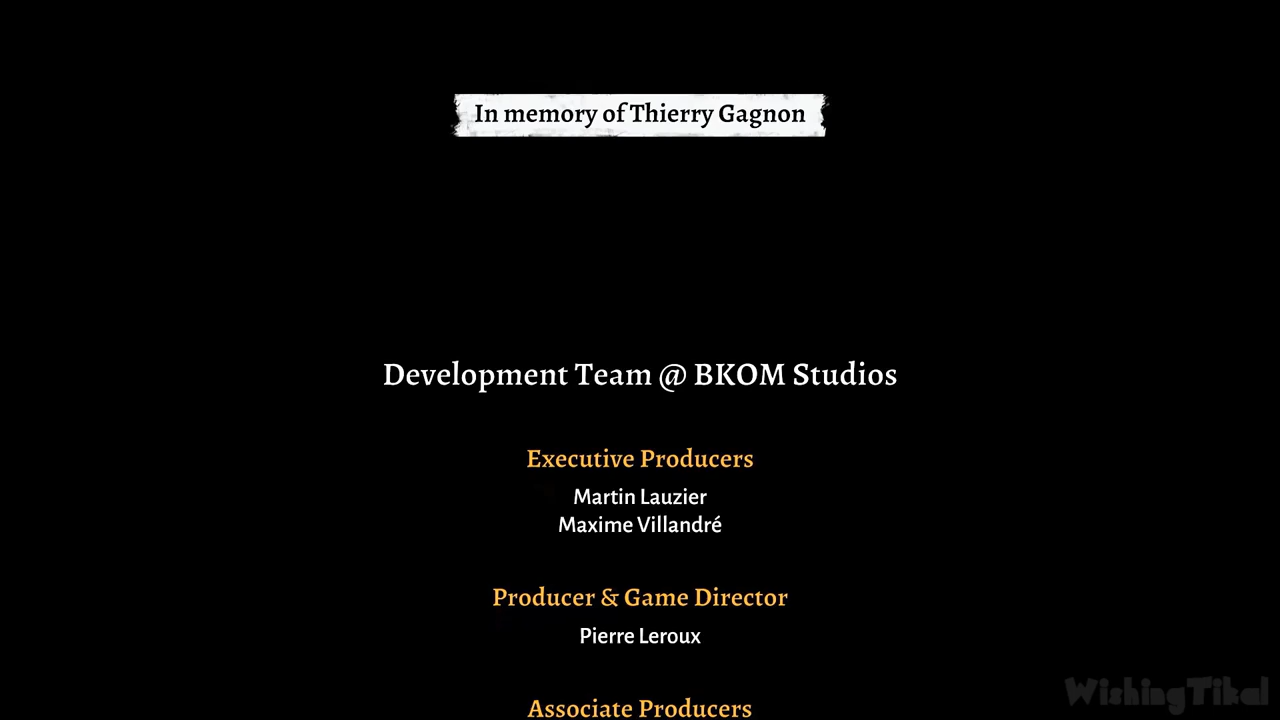 In memory of Thierry Gagnon
Development Team @ BKOM Studios
Executive Producers
Martin Lauzier
Maxime Villandré
Producer & Game Director
Pierre Leroux
Associate Producers
WishingTikal